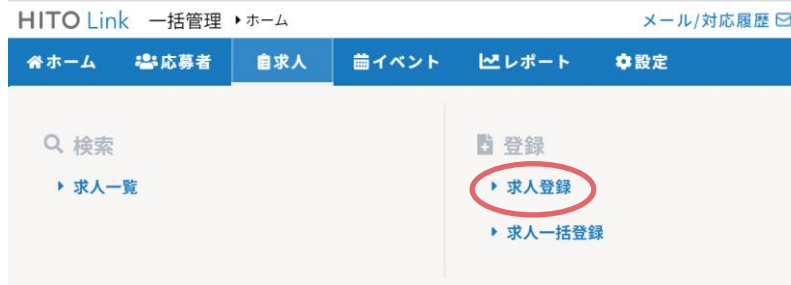 HITO Link 一括管理 ホーム メール/対応履歴
ホーム 応募者 求人 イベント レポート 設定
検索 登録
求人一覧 求人登録
求人一括登録